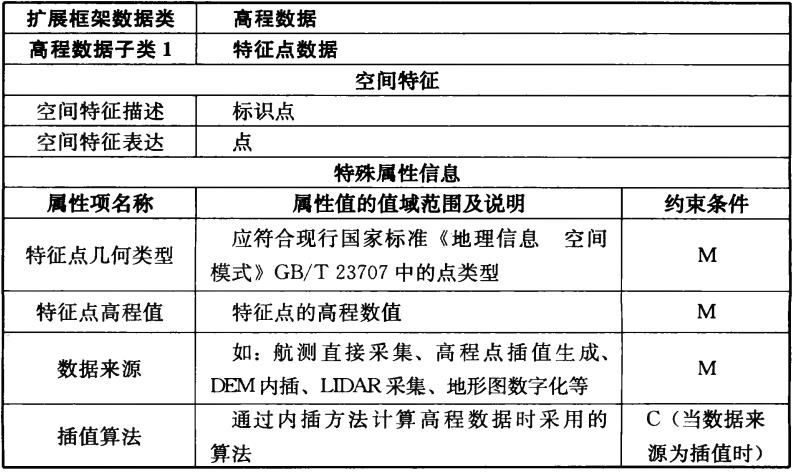 扩展框架数据类 高程数据
高程数据子类 1 特征点数据
空间特征
空间特征描述 标识点
空间特征表达 点
特殊属性信息
属性项名称 属性值的值域范围及说明 约束条件
特征点几何类型 应符合现行国家标准《地理信息 空间
模式》GB/T 23707 中的点类型 M
特征点高程值 特征点的高程数值 M
数据来源 如：航测直接采集、高程点插值生成、
DEM 内插、LIDAR 采集、地形图数字化等 M
插值算法 通过内插方法计算高程数据时采用的
算法 C（当数据来
源为插值时）